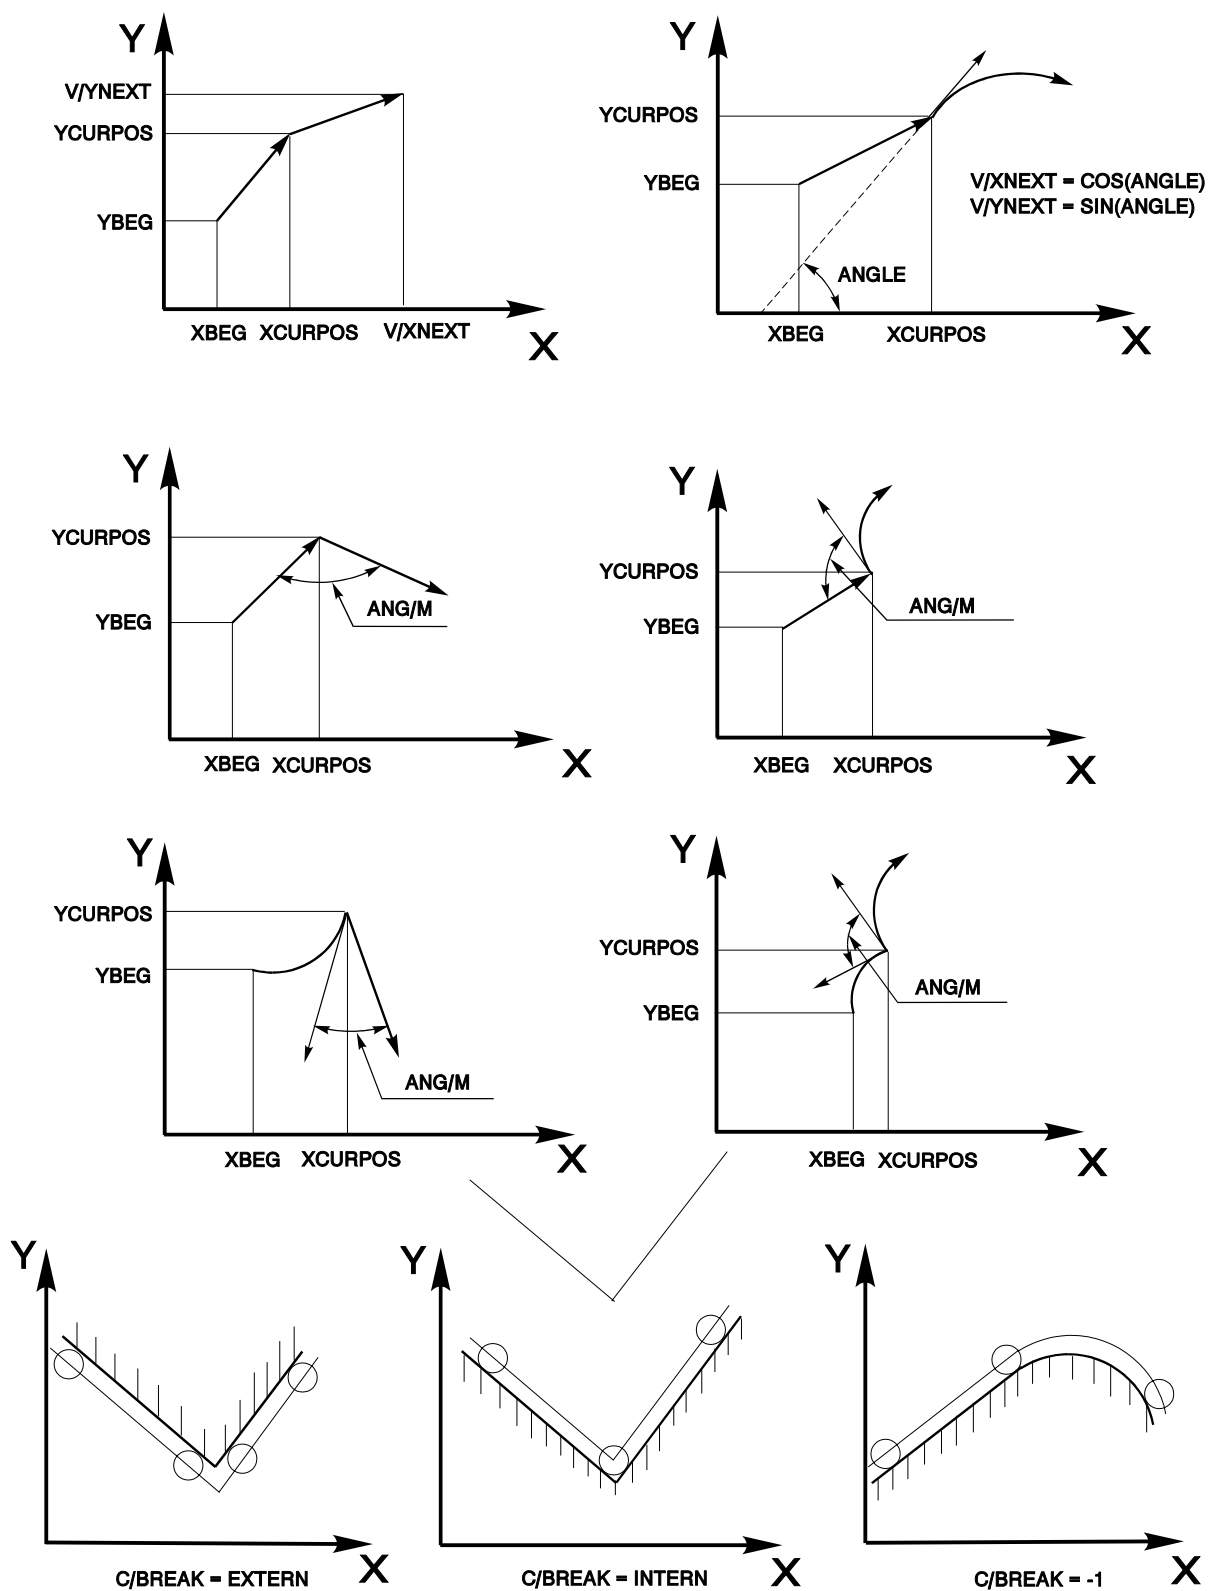 Y
V/YNEXT
YCURPOS
YBEG
XBEG XCURPOS V/XNEXT
X
Y
YCURPOS
YBEG
V/XNEXT = COS(ANGLE)
V/YNEXT = SIN(ANGLE)
ANGLE
XBEG XCURPOS
X
Y
YCURPOS
YBEG
ANG/M
XBEG XCURPOS
X
Y
YCURPOS
YBEG
ANG/M
XBEG XCURPOS
X
Y
YCURPOS
YBEG
ANG/M
XBEG XCURPOS
X
Y
YCURPOS
YBEG
ANG/M
XBEG XCURPOS
X
Y
X
C/BREAK = EXTERN
Y
X
C/BREAK = INTERN
Y
X
C/BREAK = -1